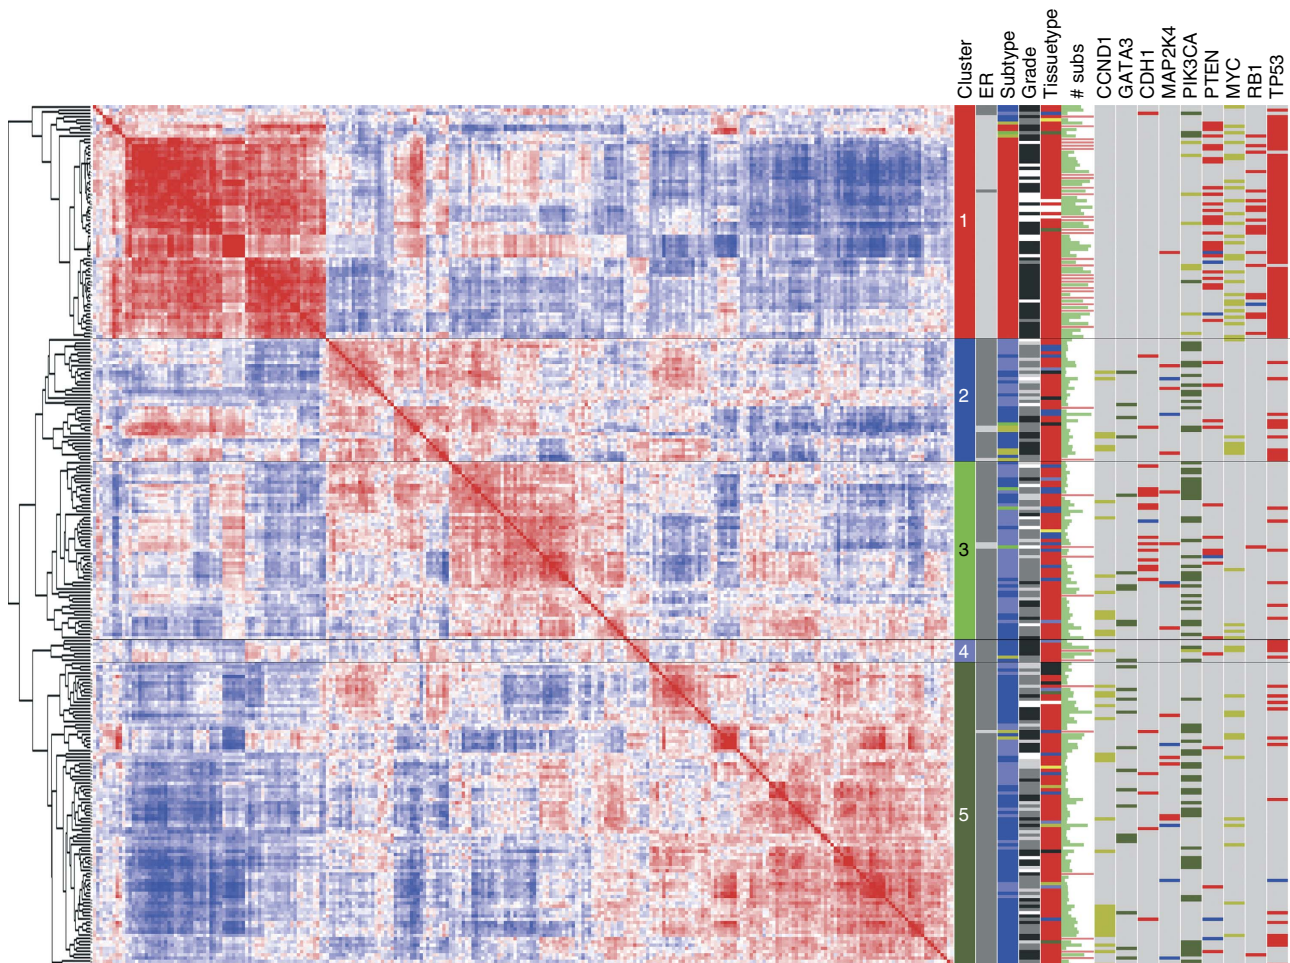 Cluster
ER
Subtype
Grade
Tissuetype
# subs
CCND1
GATA3
CDH1
MAP2K4
PIK3CA
PTEN
MYC
RB1
TP53
1
2
3
4
5